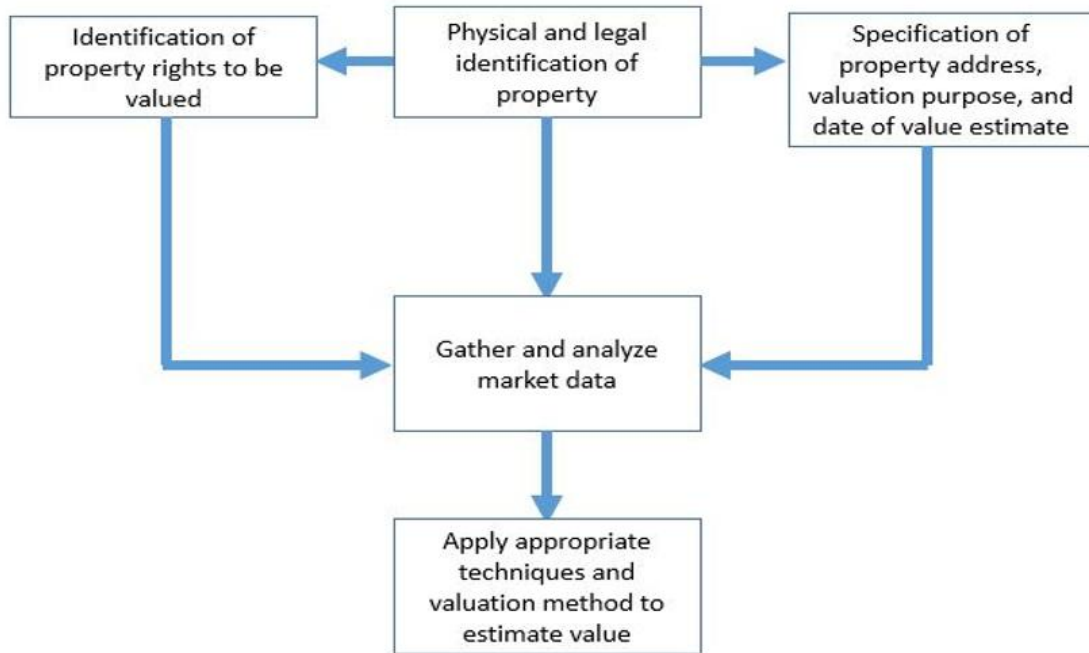 Identification of
property rights to be
valued
Physical and legal
identification of
property
Specification of
property address,
valuation purpose, and
date of value estimate
Gather and analyze
market data
Apply appropriate
techniques and
valuation method to
estimate value